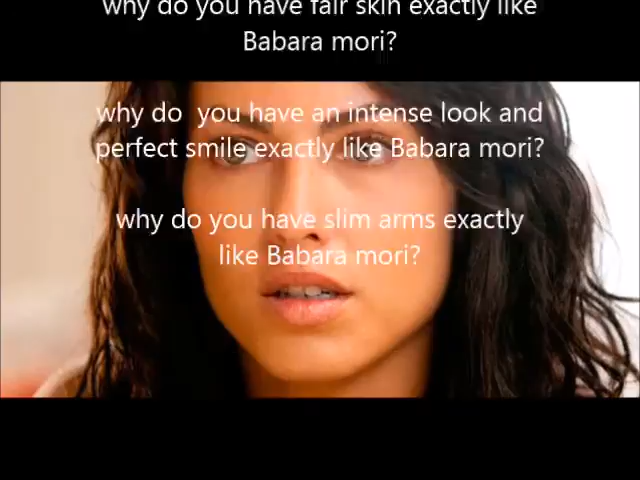 why do you have fair skin exactly like
Babara mori?
why do  you have an intense look and
perfect smile exactly like Babara mori?
why do you have slim arms exactly
like Babara mori?